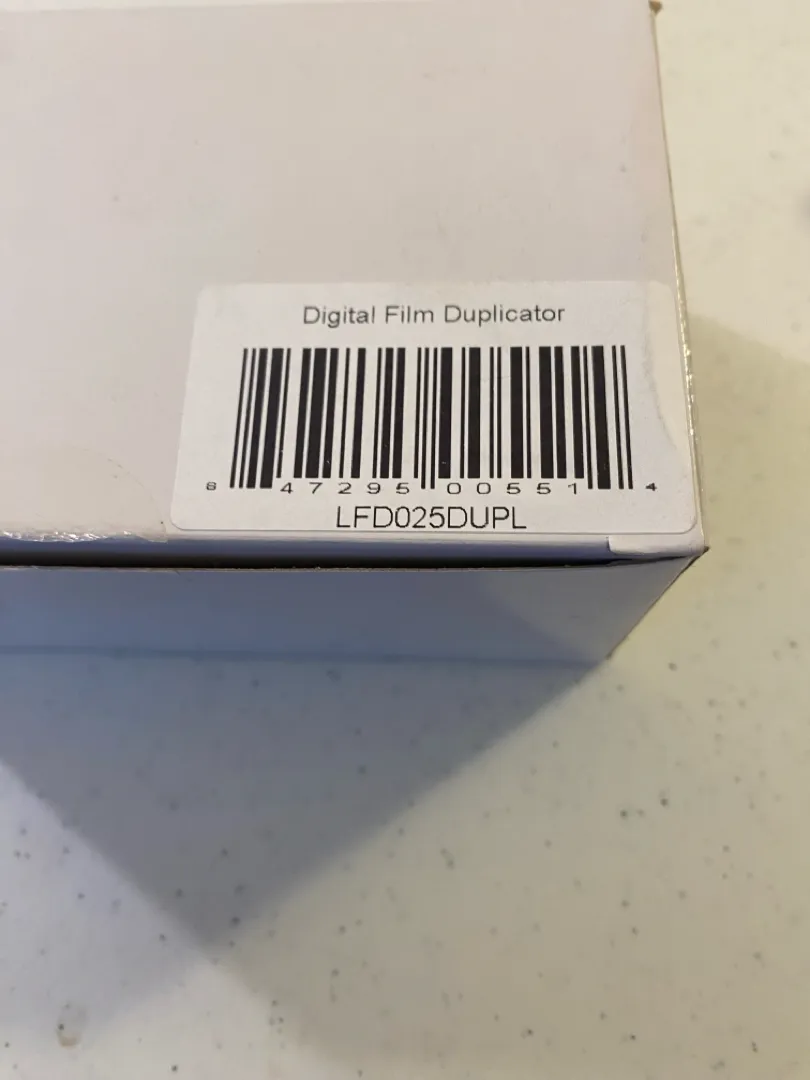 Digital Film Duplicator
8 47295 00551 4
LFD025DUPL